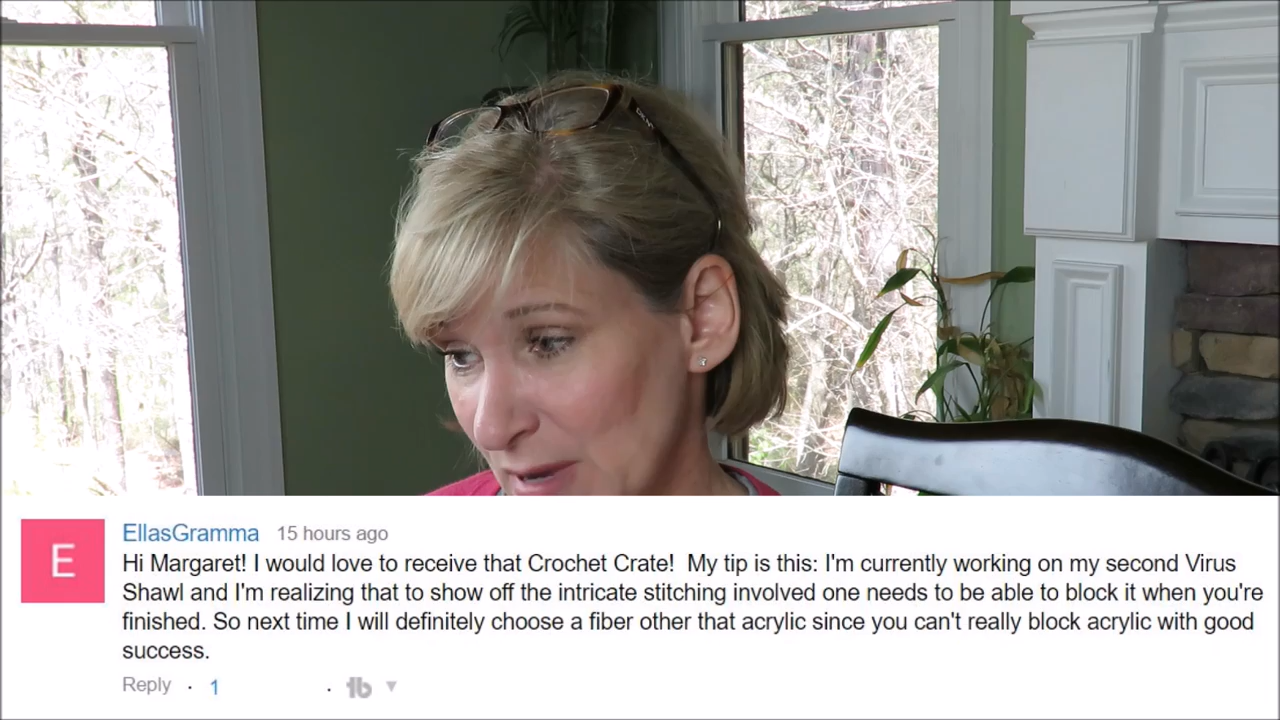 E
EllasGramma 15 hours ago
Hi Margaret! I would love to receive that Crochet Crate!  My tip is this: I'm currently working on my second Virus
Shawl and I'm realizing that to show off the intricate stitching involved one needs to be able to block it when you're
finished. So next time I will definitely choose a fiber other that acrylic since you can't really block acrylic with good
success.
Reply · 1 · tb